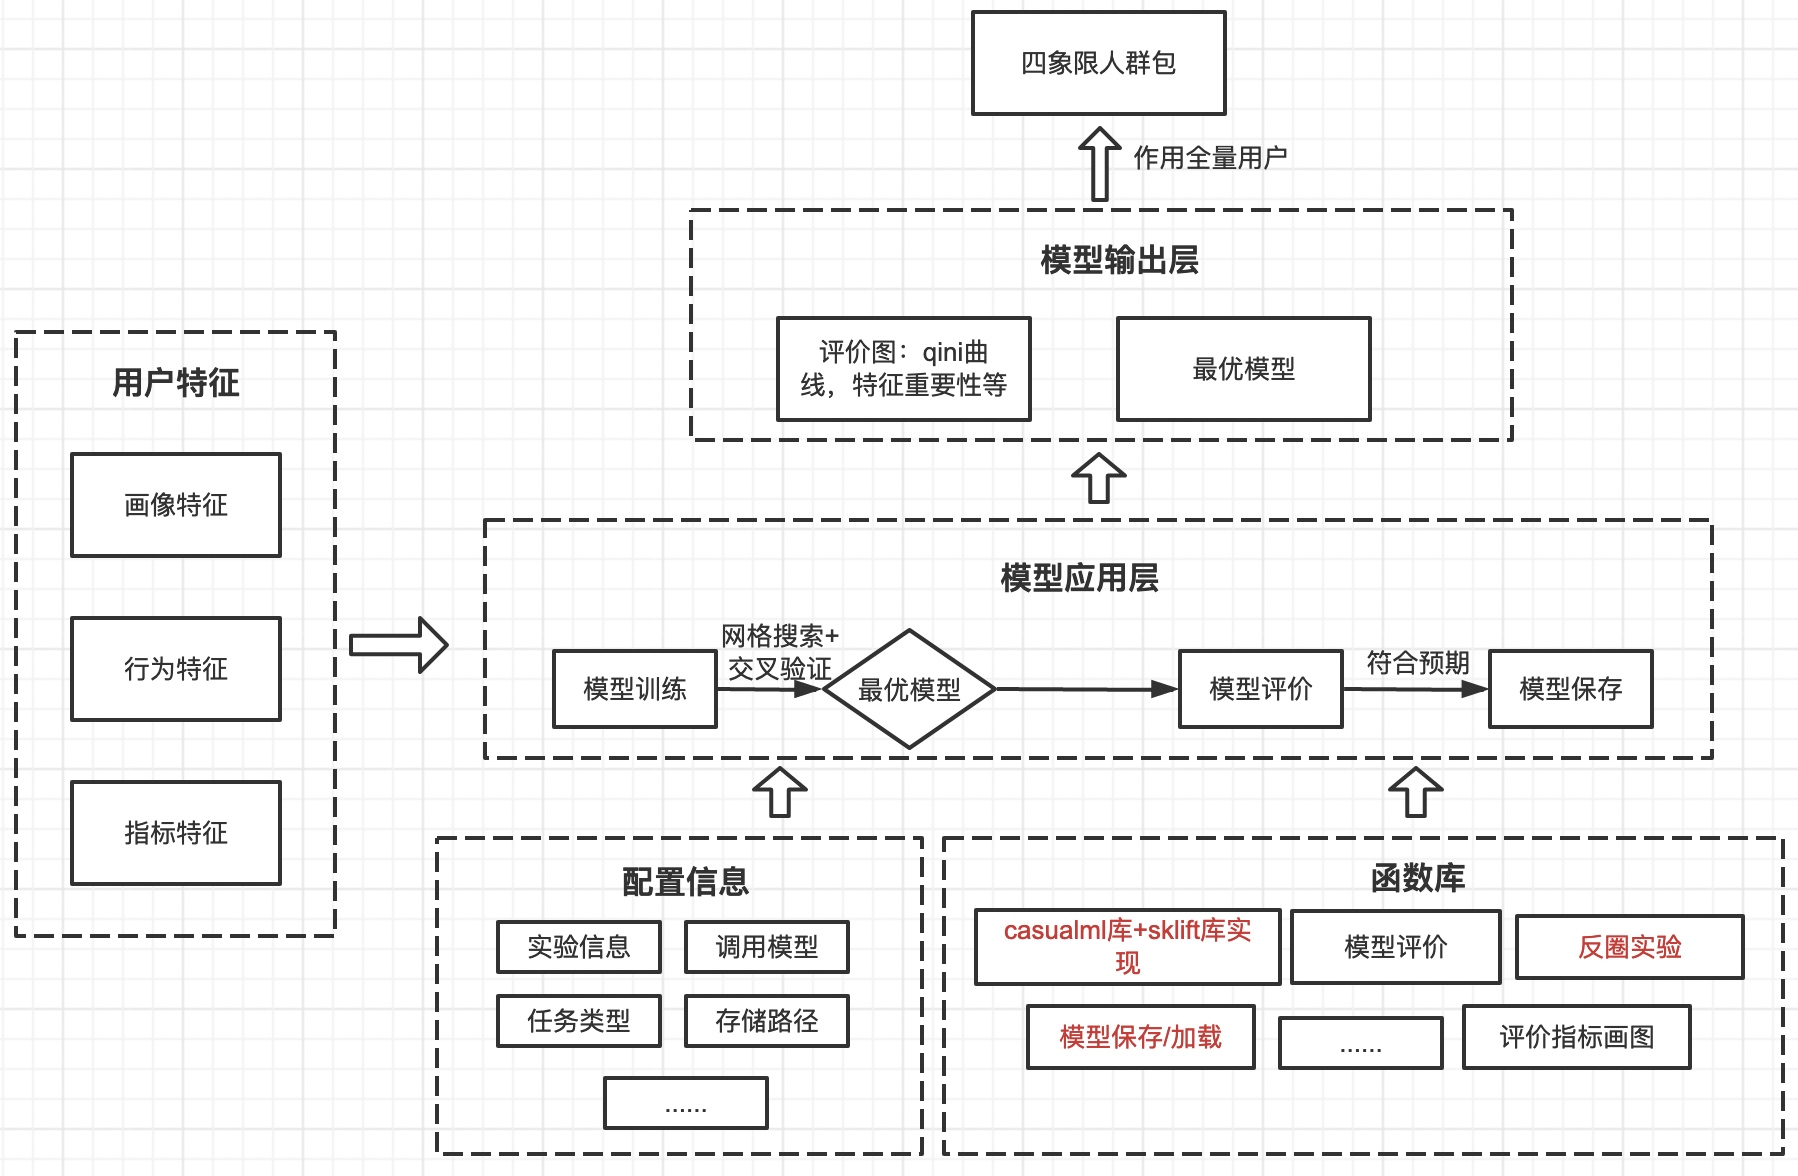 四象限人群包
作用全量用户
模型输出层
评价图：qini曲
线，特征重要性等
最优模型
用户特征
画像特征
行为特征
指标特征
模型应用层
模型训练
网格搜索+
交叉验证
最优模型
模型评价
符合预期
模型保存
配置信息
实验信息
调用模型
任务类型
存储路径
......
函数库
casualml库+sklift库实
现
模型评价
反圈实验
模型保存/加载
......
评价指标画图